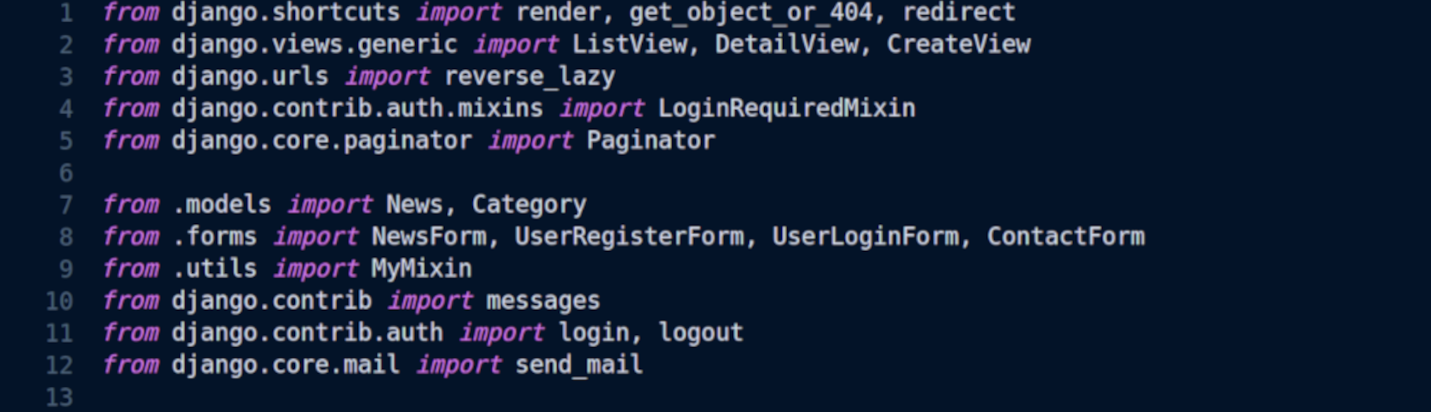 1 from django.shortcuts import render, get_object_or_404, redirect
2 from django.views.generic import ListView, DetailView, CreateView
3 from django.urls import reverse_lazy
4 from django.contrib.auth.mixins import LoginRequiredMixin
5 from django.core.paginator import Paginator
6
7 from .models import News, Category
8 from .forms import NewsForm, UserRegisterForm, UserLoginForm, ContactForm
9 from .utils import MyMixin
10 from django.contrib import messages
11 from django.contrib.auth import login, logout
12 from django.core.mail import send_mail
13